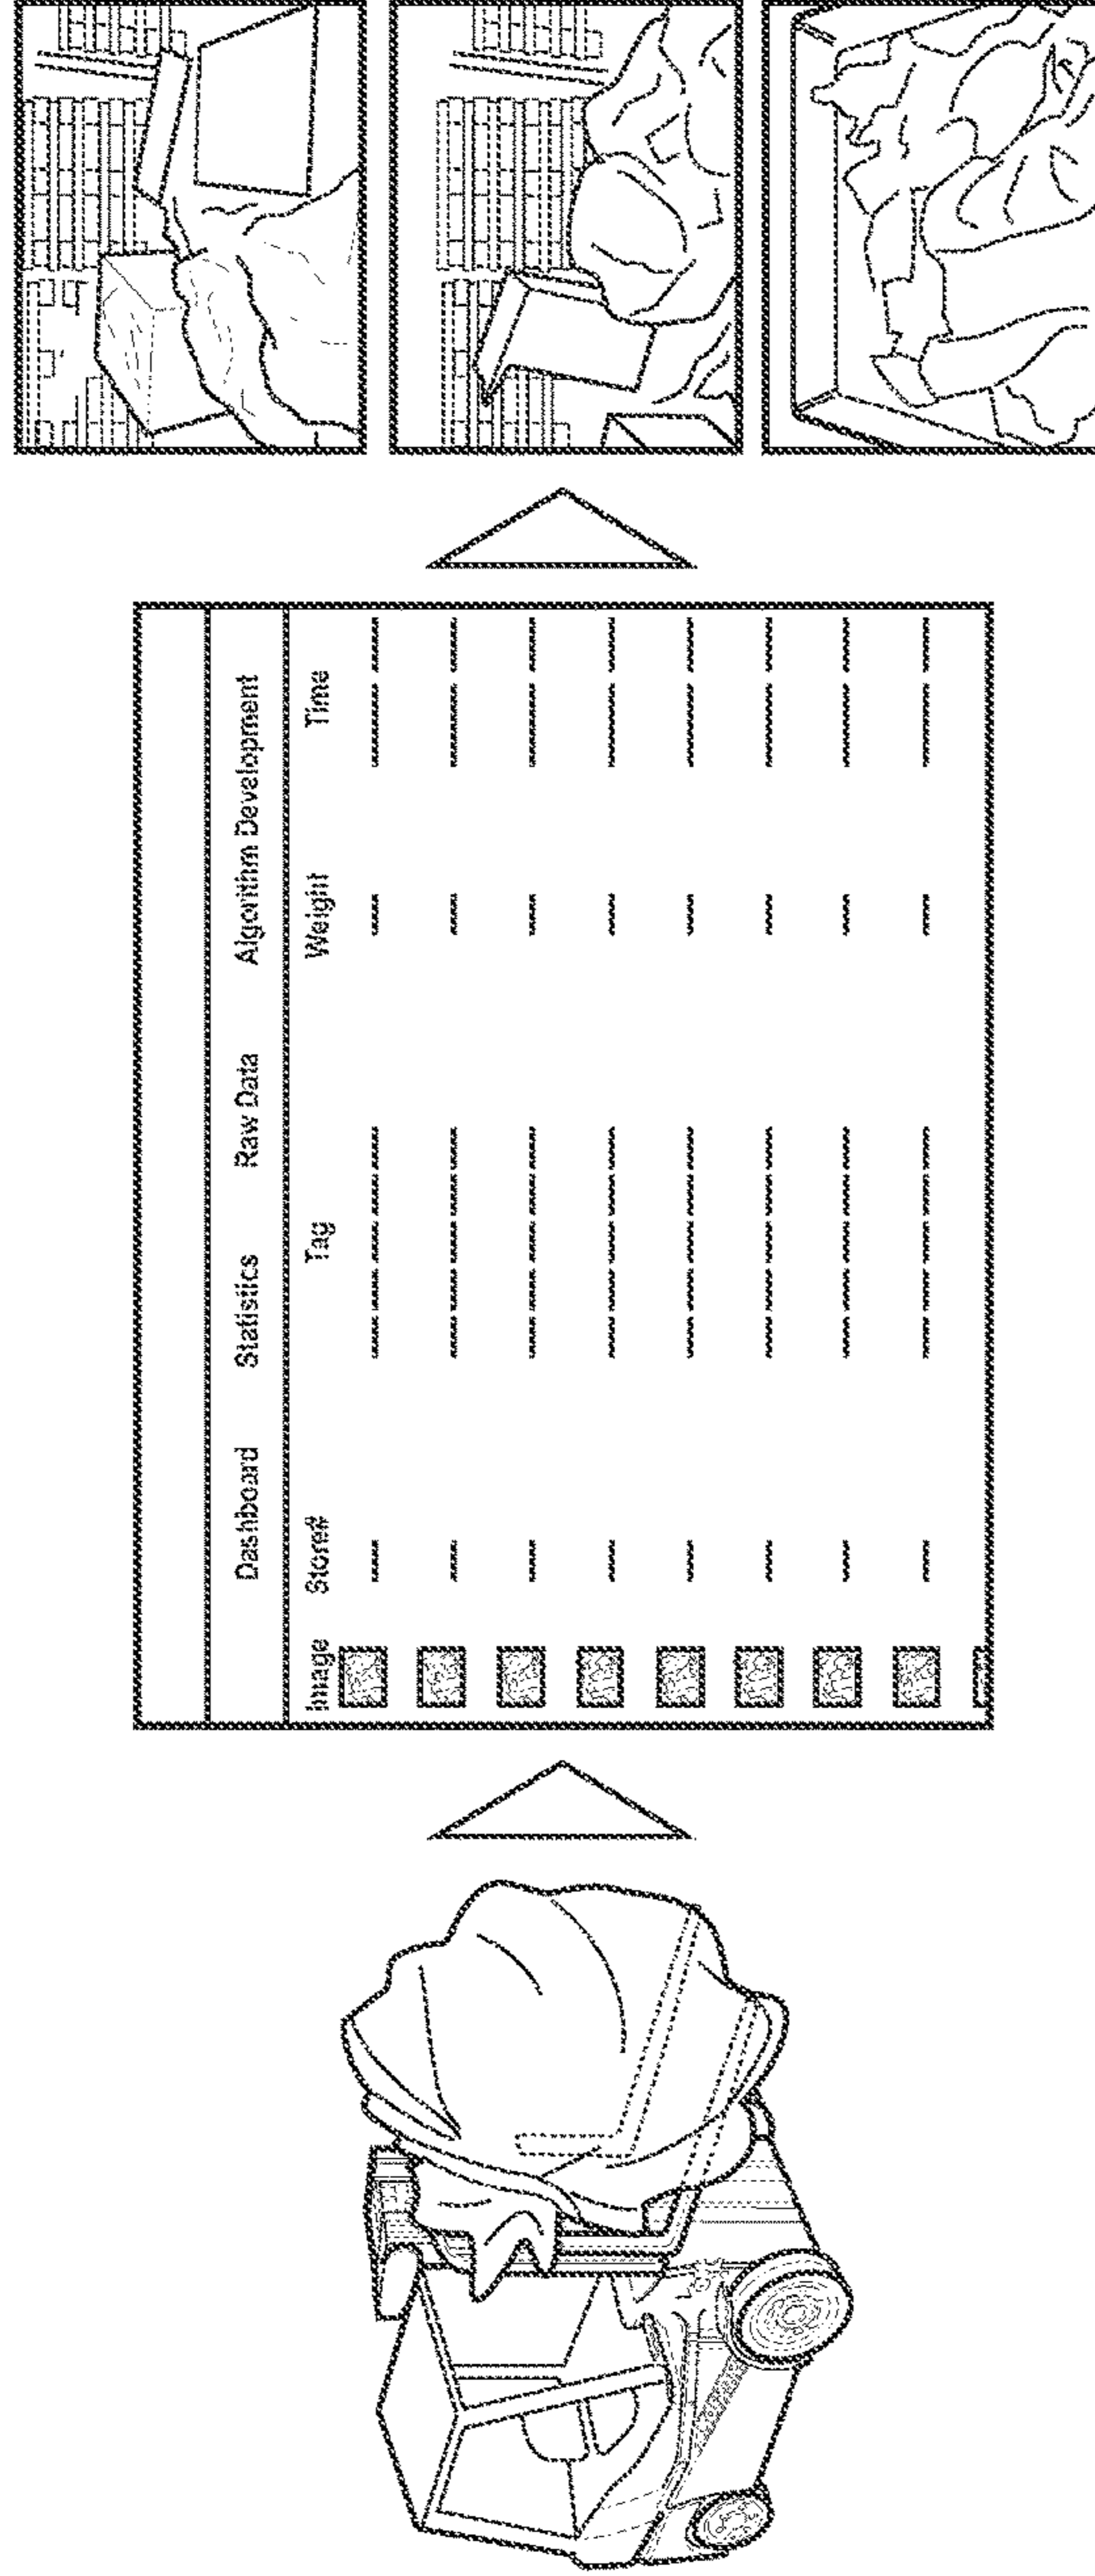 Dashboard Statistics Raw Data Algorithm Development
Image Store# Tag Weight Time